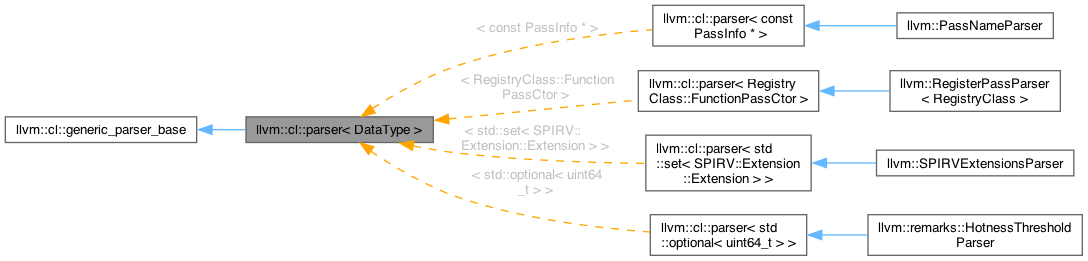 llvm::cl::generic_parser_base
llvm::cl::parser< DataType >
< const PassInfo * >
< RegistryClass::Function
PassCtor >
< std::set< SPIRV::
Extension::Extension > >
< std::optional< uint64
_t > >
llvm::cl::parser< const
PassInfo * >
llvm::PassNameParser
llvm::cl::parser< Registry
Class::FunctionPassCtor >
llvm::RegisterPassParser
< RegistryClass >
llvm::cl::parser< std
::set< SPIRV::Extension
::Extension > >
llvm::SPIRVExtensionsParser
llvm::cl::parser< std
::optional< uint64_t > >
llvm::remarks::HotnessThreshold
Parser